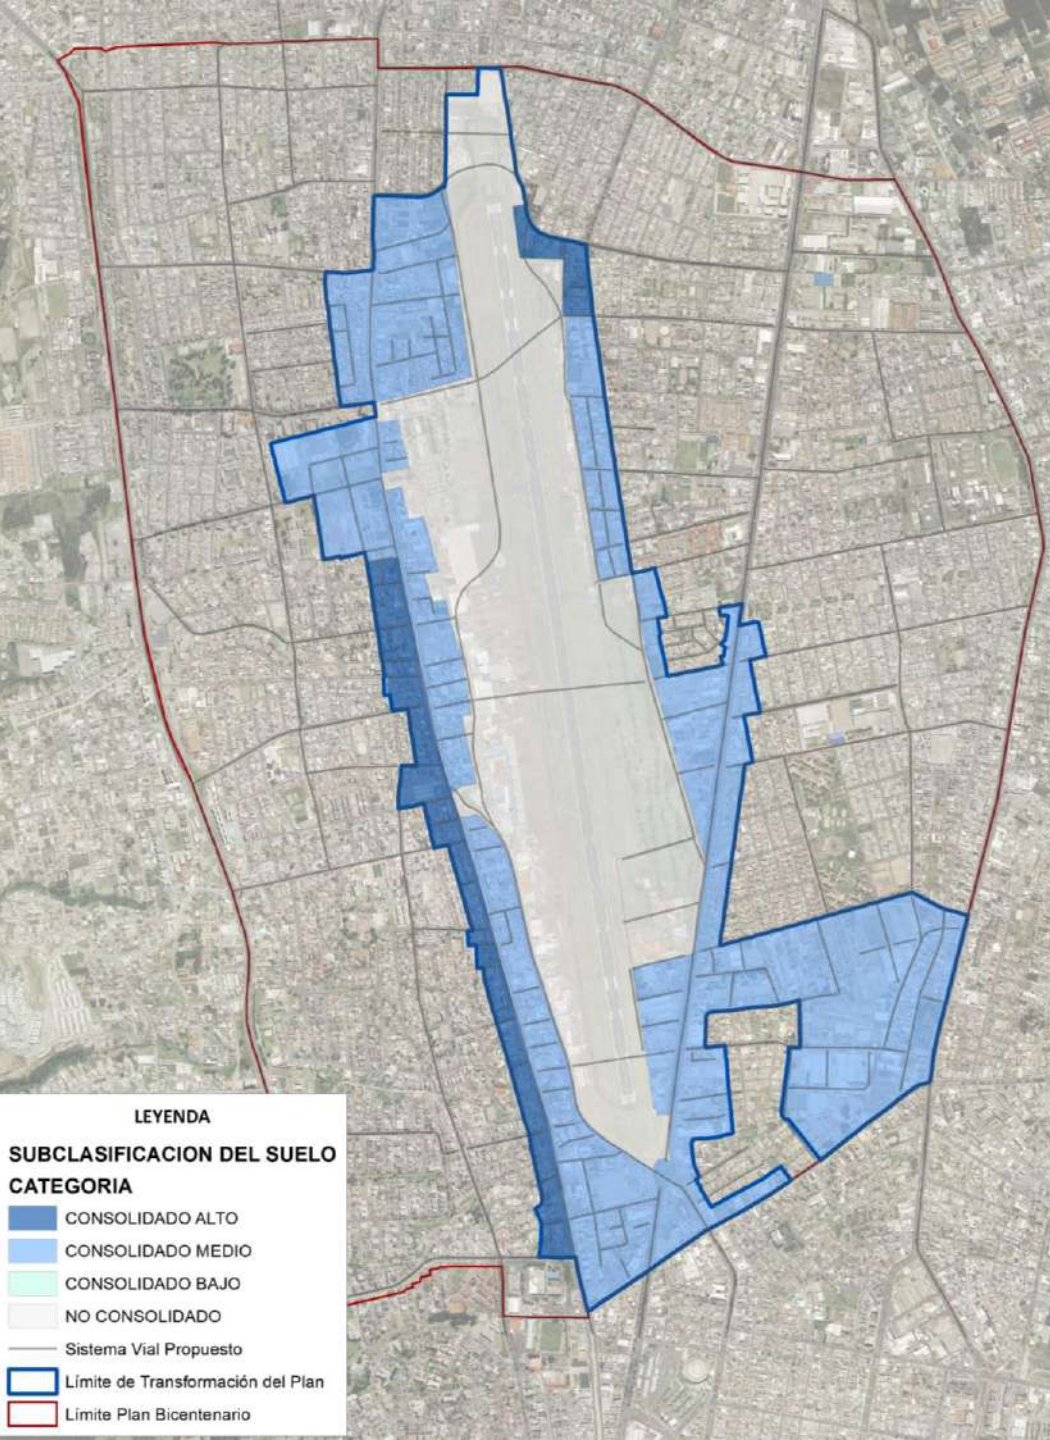 LEYENDA
SUBCLASIFICACION DEL SUELO
CATEGORIA
CONSOLIDADO ALTO
CONSOLIDADO MEDIO
CONSOLIDADO BAJO
NO CONSOLIDADO
Sistema Vial Propuesto
Límite de Transformación del Plan
Límite Plan Bicentenario